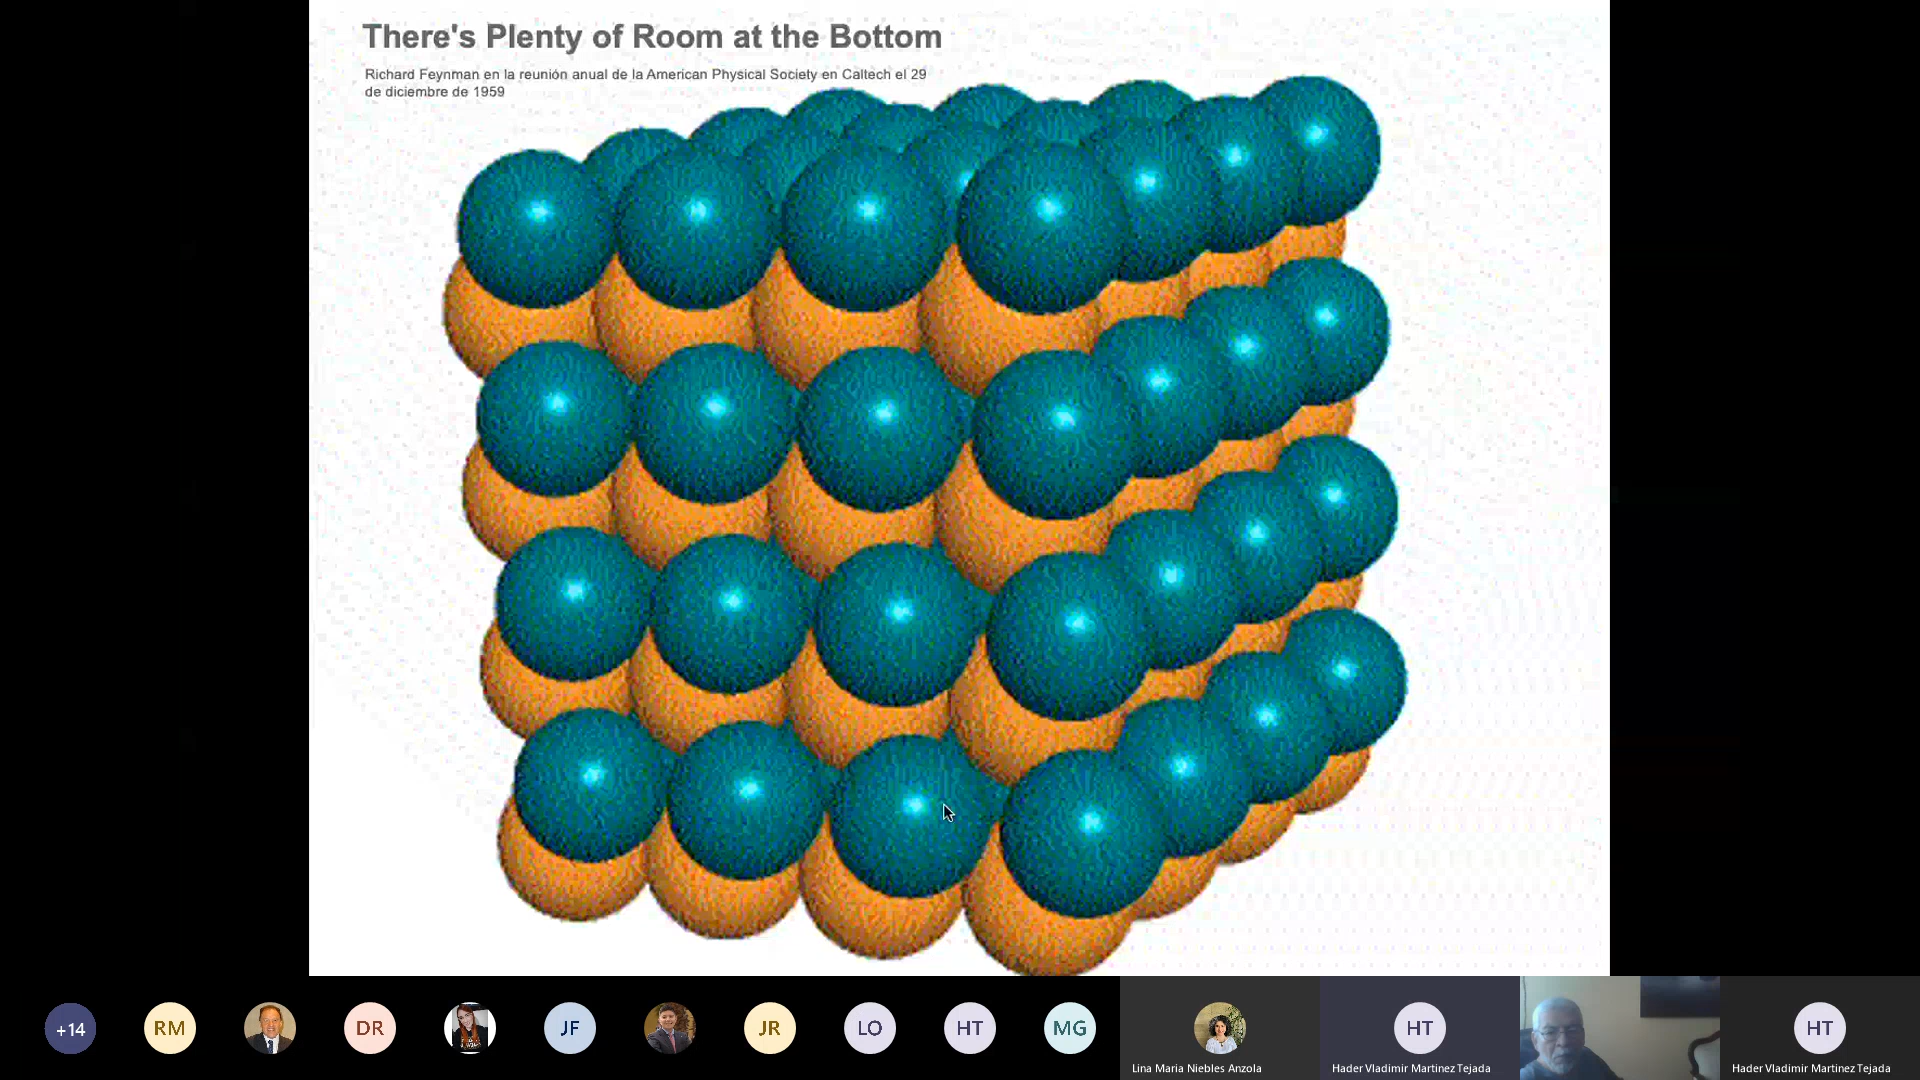 There's Plenty of Room at the Bottom
Richard Feynman en la reunión anual de la American Physical Society en Caltech el 29
de diciembre de 1959
+14
RM
DR
JF
JR
LO
HT
MG
HT
HT
Lina Maria Niebles Anzola
Hader Vladimir Martinez Tejada
Hader Vladimir Martinez Tejada